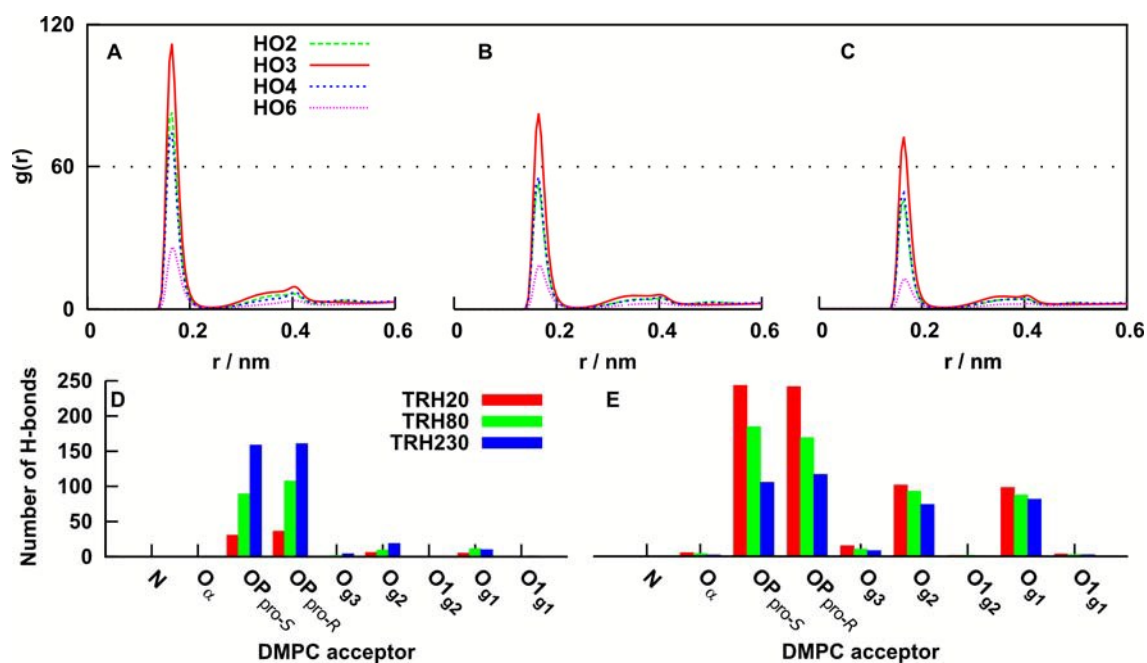 120
60
0
g(r)
A
HO2
HO3
HO4
HO6
B
C
0 0.2 0.4 0.6
0 0.2 0.4 0.6
0 0.2 0.4 0.6
r / nm
r / nm
r / nm
250
200
150
100
50
0
Number of H-bonds
D
TRH20
TRH80
TRH230
E
N
Oα
OP pro-S
OP pro-R
Og3
Og2
O1g2
Og1
O1g1
N
Oα
OP pro-S
OP pro-R
Og3
Og2
O1g2
Og1
O1g1
DMPC acceptor
DMPC acceptor